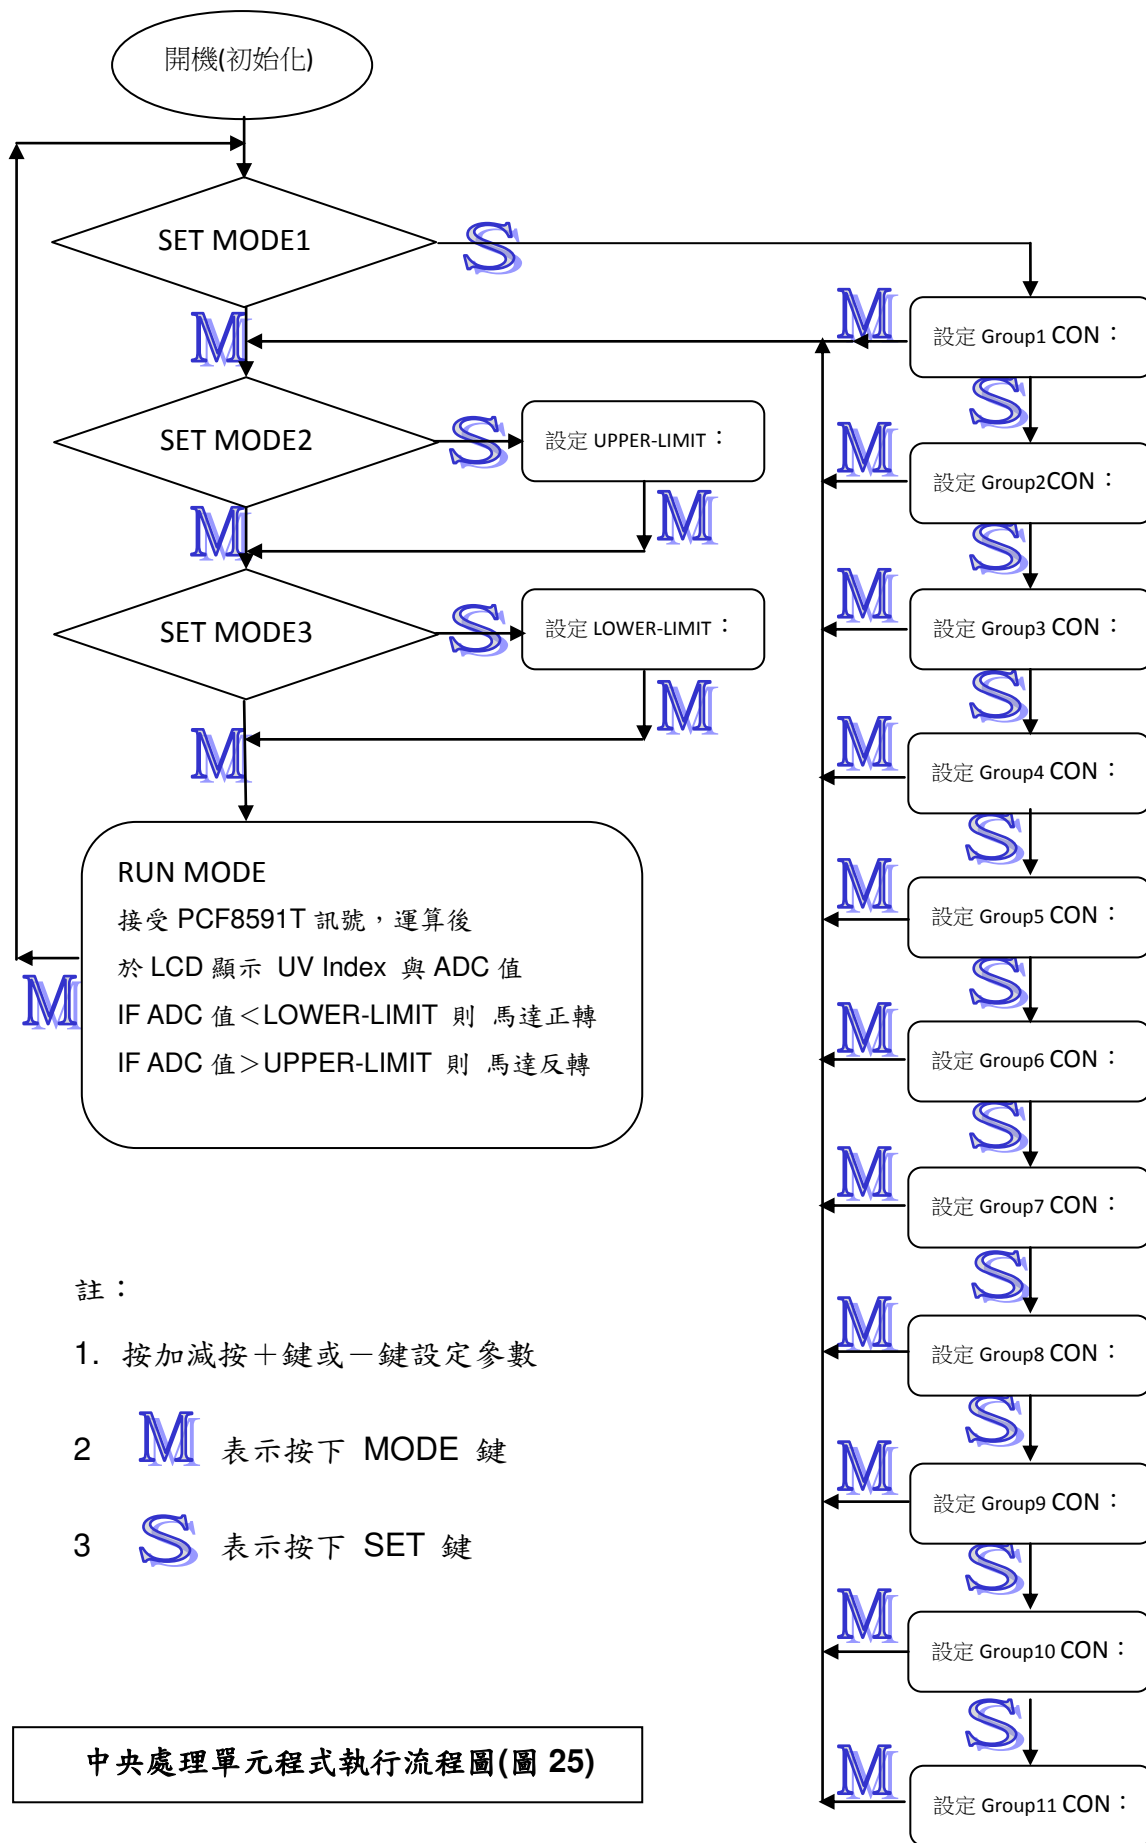 開機(初始化)
SET MODE1
S
M
設定 Group1 CON：
M
S
SET MODE2
S
設定 UPPER-LIMIT：
M
設定 Group2CON：
M
M
S
SET MODE3
S
設定 LOWER-LIMIT：
M
設定 Group3 CON：
M
M
S
M
設定 Group4 CON：
S
RUN MODE
接受 PCF8591T 訊號，運算後
於 LCD 顯示 UV Index 與 ADC 值
IF ADC 值＜LOWER-LIMIT 則 馬達正轉
IF ADC 值＞UPPER-LIMIT 則 馬達反轉
M
M
設定 Group5 CON：
S
M
設定 Group6 CON：
S
M
設定 Group7 CON：
S
M
設定 Group8 CON：
S
M
設定 Group9 CON：
S
M
設定 Group10 CON：
S
M
設定 Group11 CON：
註：
1. 按加減按＋鍵或－鍵設定參數
2 M 表示按下 MODE 鍵
3 S 表示按下 SET 鍵
中央處理單元程式執行流程圖(圖 25)